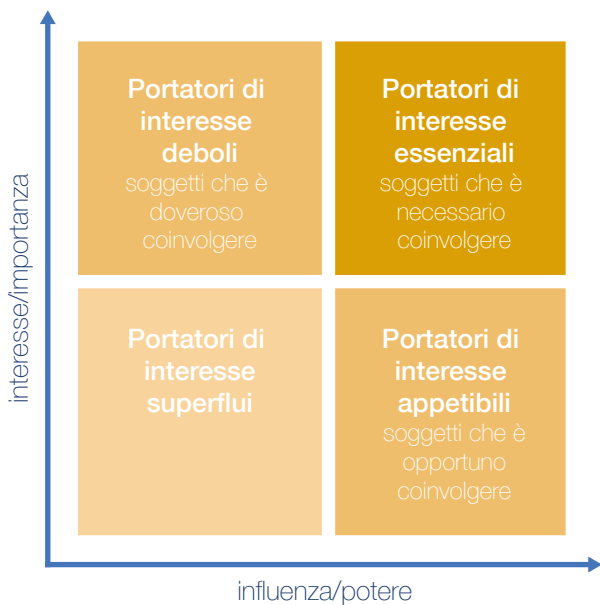 interesse/importanza
Portatori di
interesse
deboli
soggetti che è
doveroso
coinvolgere
Portatori di
interesse
essenziali
soggetti che è
necessario
coinvolgere
Portatori di
interesse
superflui
Portatori di
interesse
appetibili
soggetti che è
opportuno
coinvolgere
influenza/potere